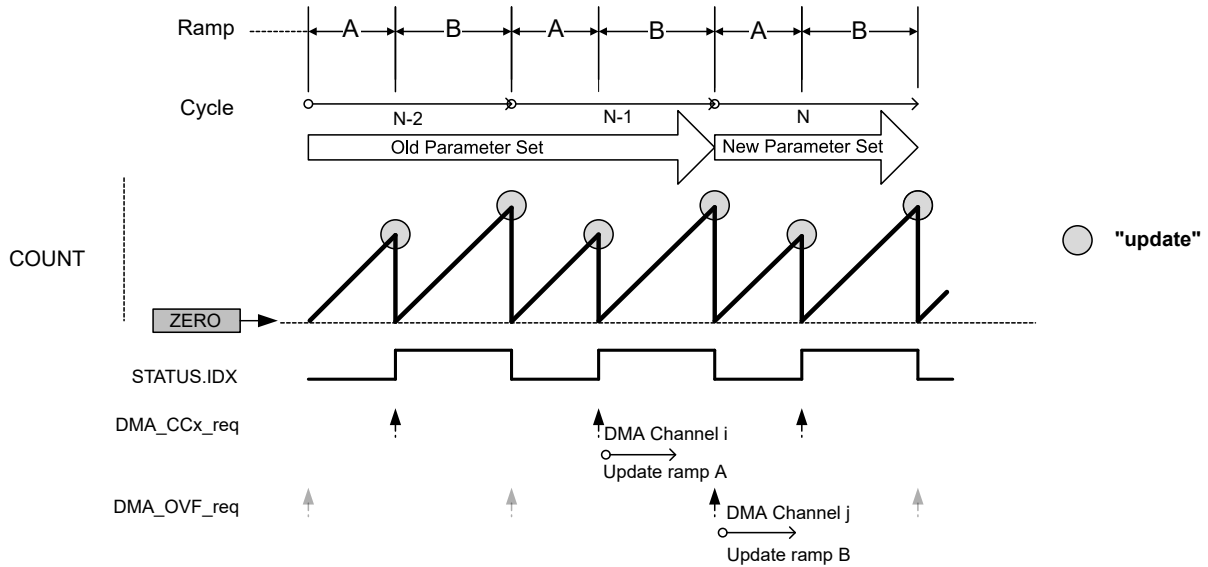 Ramp A B A B A B
Cycle N-2 N-1 N
Old Parameter Set New Parameter Set
"update"
COUNT
ZERO
STATUS.IDX
DMA_CCx_req
DMA Channel i
Update ramp A
DMA_OVF_req
DMA Channel j
Update ramp B